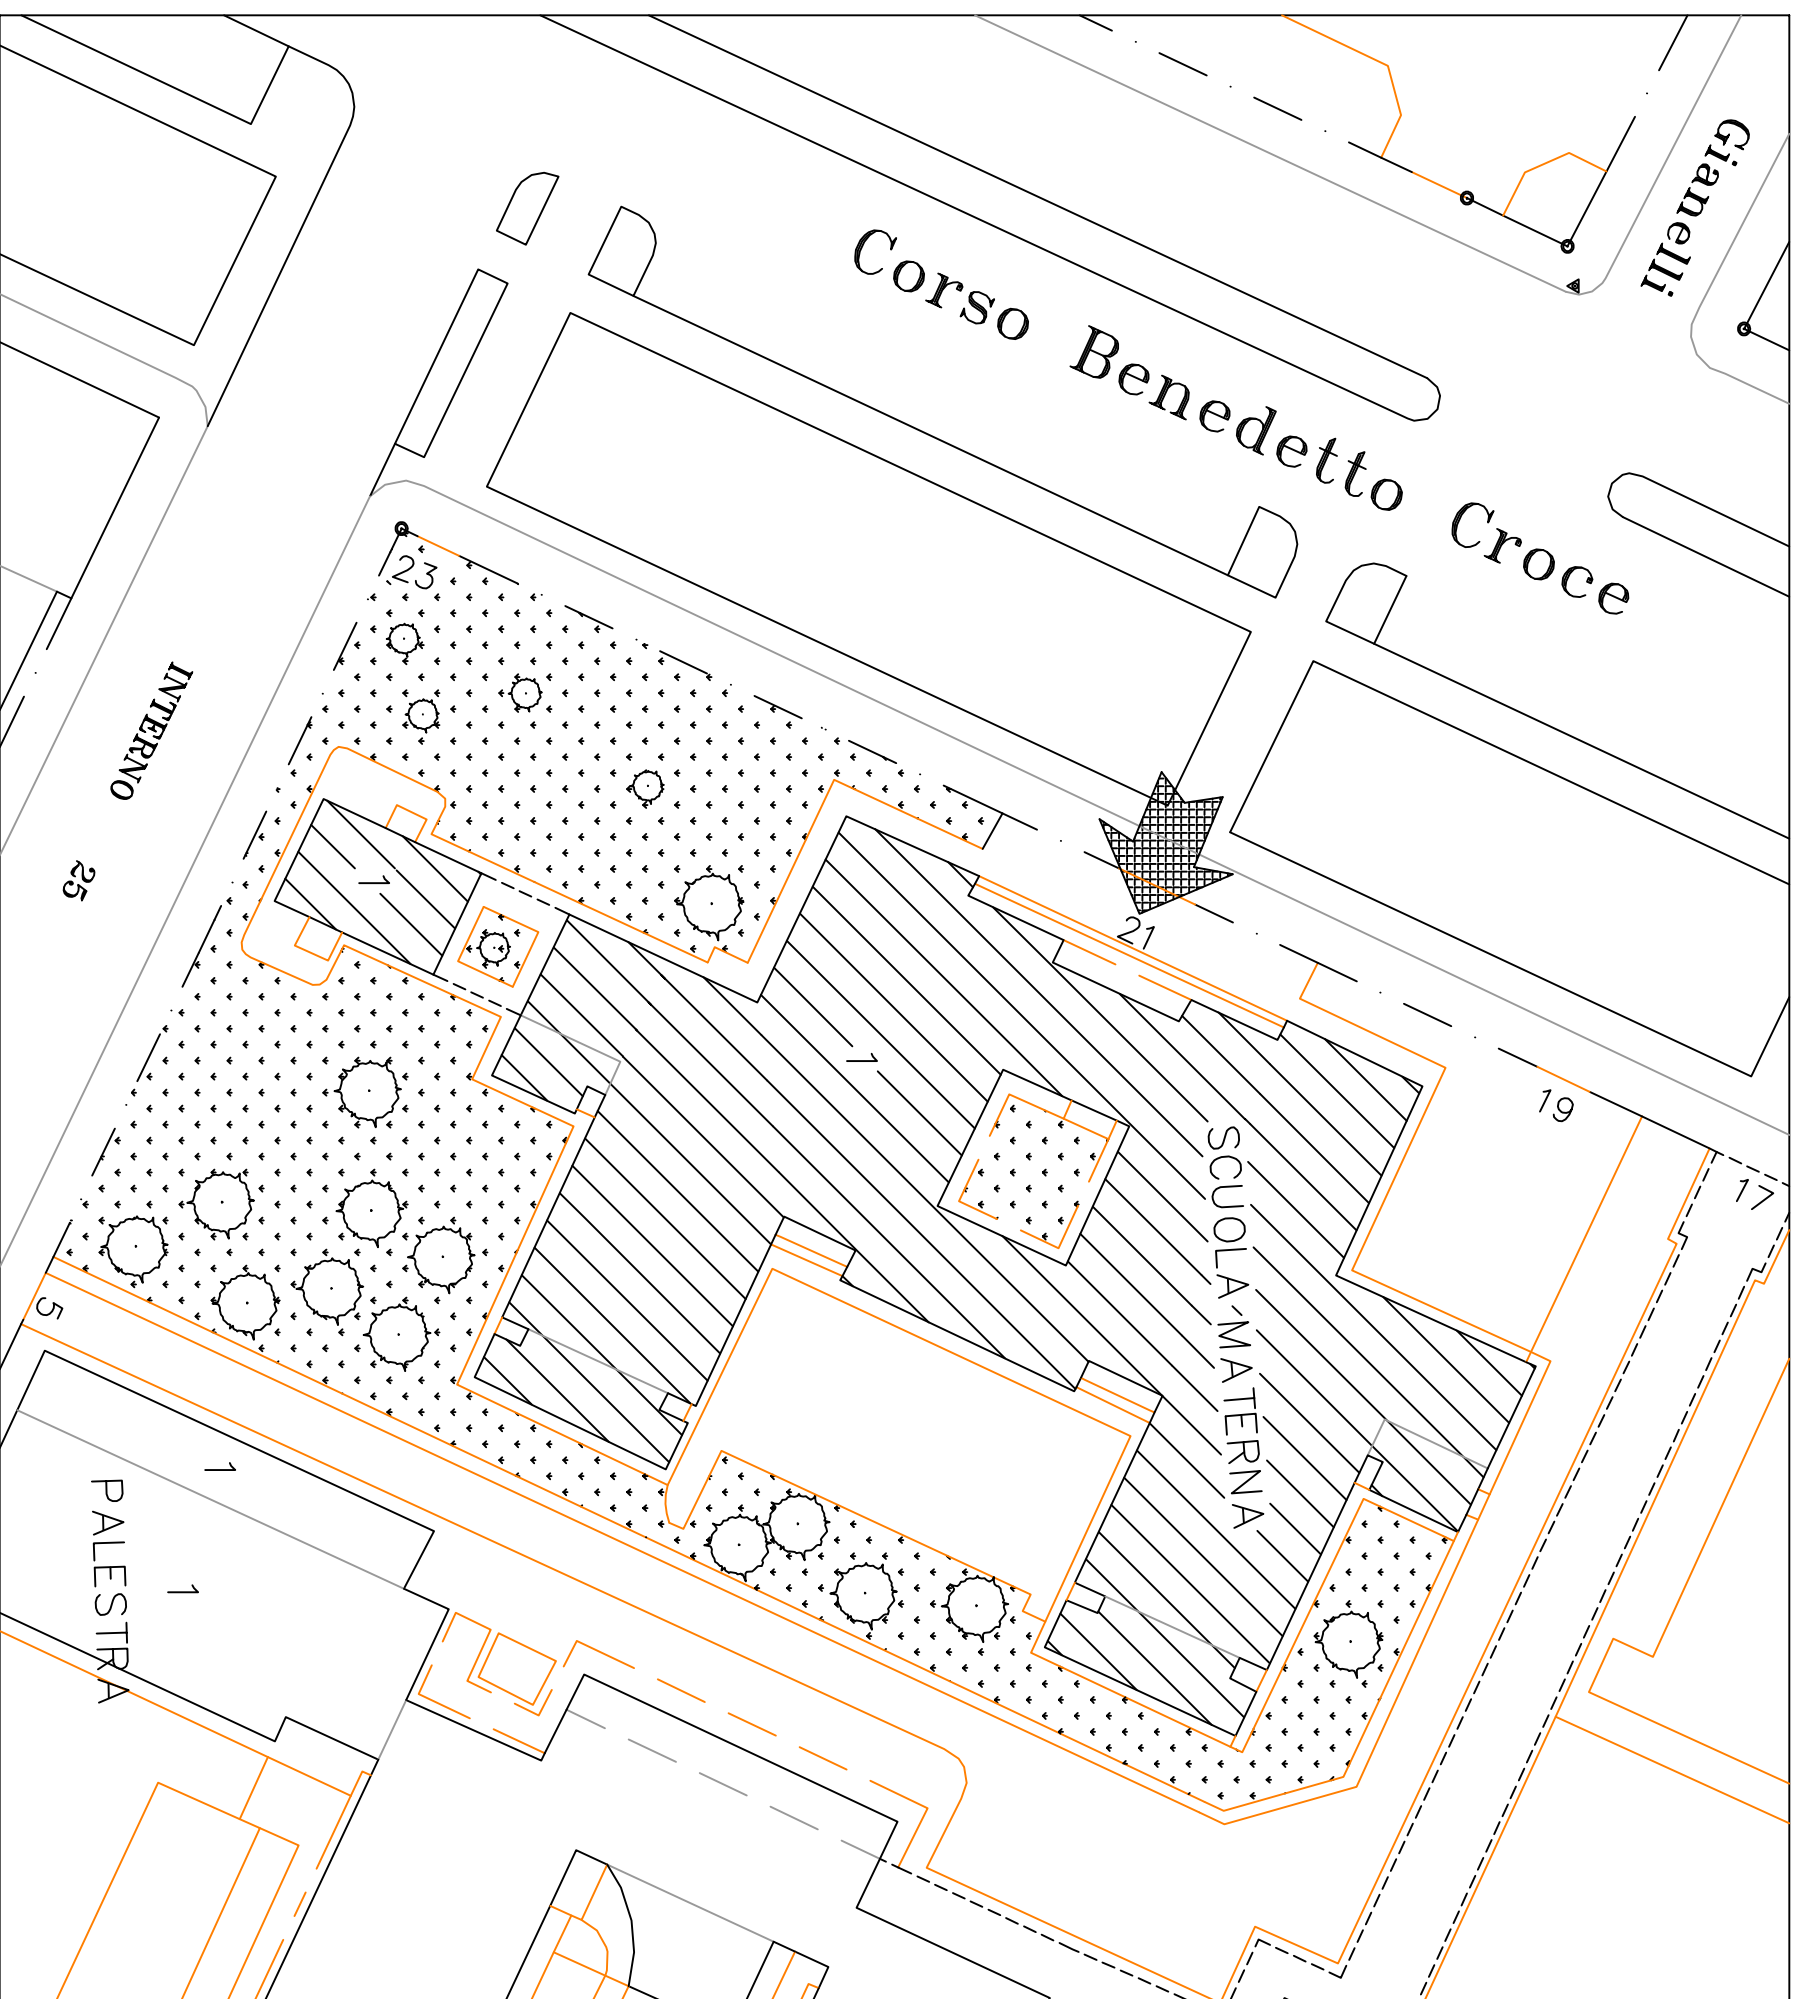 Gianelli
Corso Benedetto Croce
23
INTERNO
25
1
21
1
19
17
SCUOLA-MATERNA
5
1
PALESTRA
1